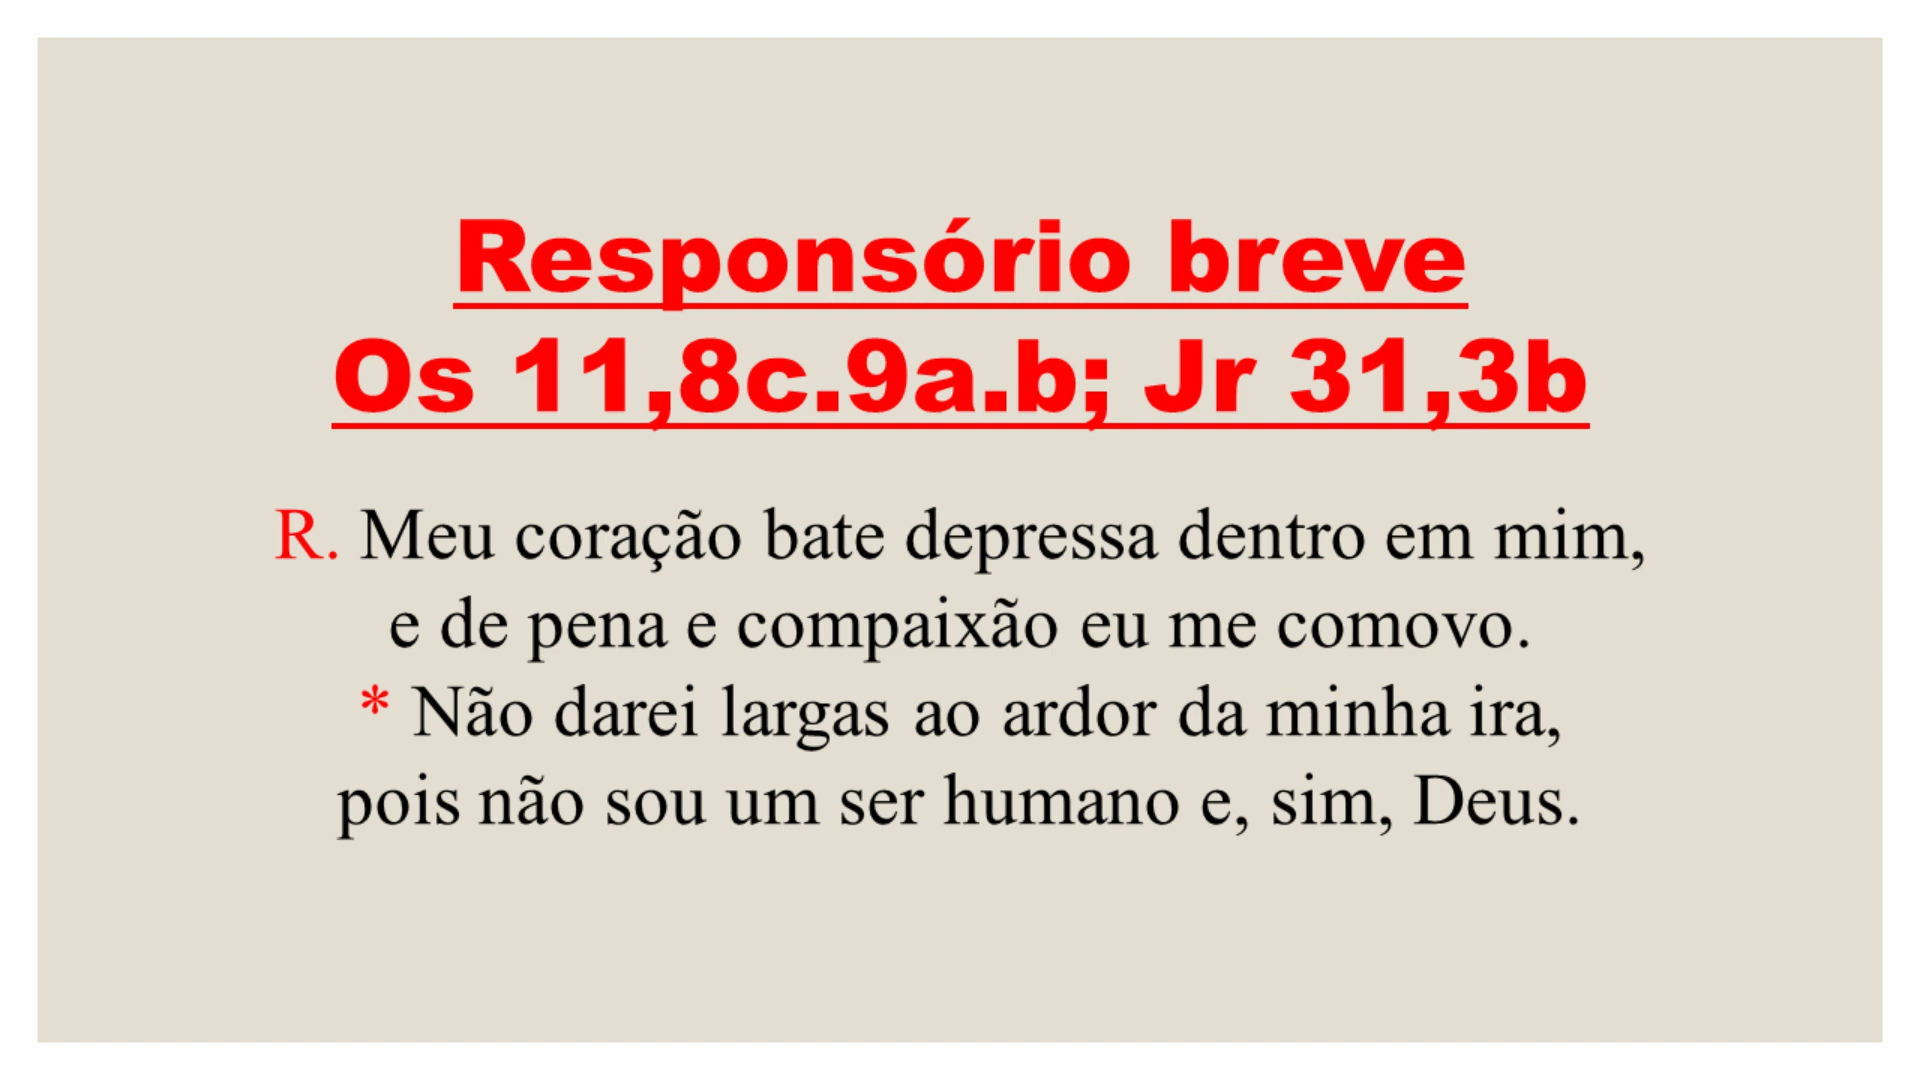 Responsório breve
Os 11,8c.9a.b; Jr 31,3b
R. Meu coração bate depressa dentro em mim,
e de pena e compaixão eu me comovo.
* Não darei largas ao ardor da minha ira,
pois não sou um ser humano e, sim, Deus.